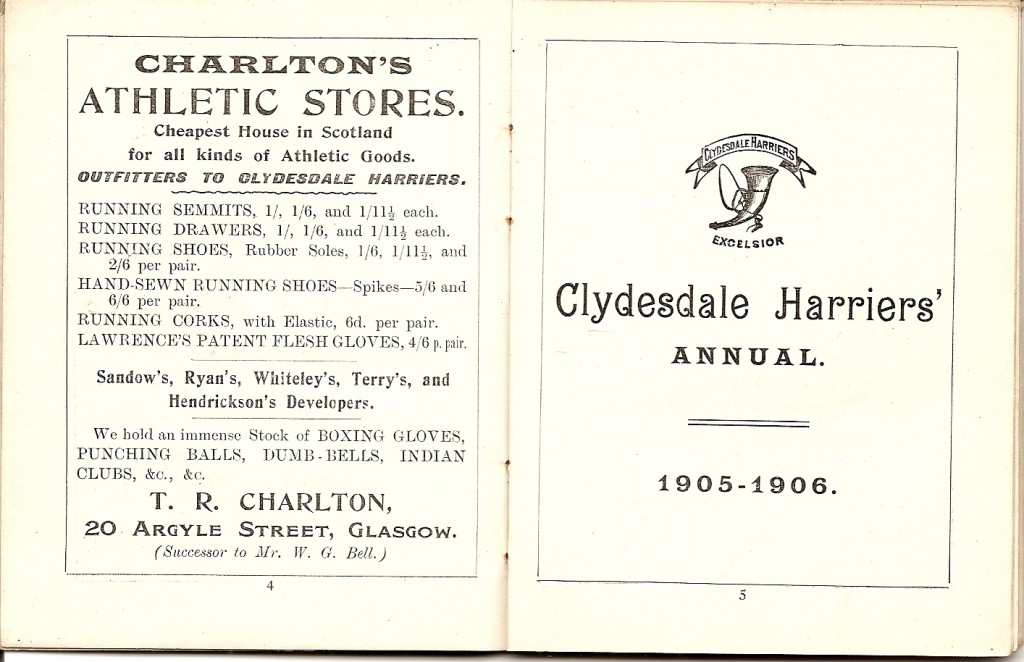 CHARLTON'S
ATHLETIC STORES.
Cheapest House in Scotland
for all kinds of Athletic Goods.
OUTFITTERS TO CLYDESDALE HARRIERS.
RUNNING SEMMITS, 1/, 1/6, and 1/11½ each.
RUNNING DRAWERS, 1/, 1/6, and 1/11½ each.
RUNNING SHOES, Rubber Soles, 1/6, 1/11½, and
2/6 per pair.
HAND-SEWN RUNNING SHOES—Spikes—5/6 and
6/6 per pair.
RUNNING CORKS, with Elastic, 6d. per pair.
LAWRENCE'S PATENT FLESH GLOVES, 4/6 p. pair.
Sandow's, Ryan's, Whiteley's, Terry's, and
Hendrickson's Developers.
We hold an immense Stock of BOXING GLOVES,
PUNCHING BALLS, DUMB-BELLS, INDIAN
CLUBS, &c., &c.
T. R. CHARLTON,
20 ARGYLE STREET, GLASGOW.
(Successor to Mr. W. G. Bell.)
4
CLYDESDALE HARRIERS
EXCELSIOR
Clydesdale Harriers'
ANNUAL.
1905-1906.
5